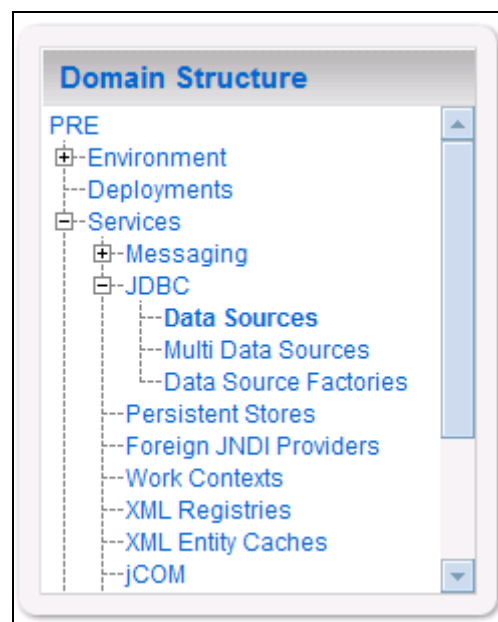 Domain Structure
PRE
Environment
Deployments
Services
Messaging
JDBC
Data Sources
Multi Data Sources
Data Source Factories
Persistent Stores
Foreign JNDI Providers
Work Contexts
XML Registries
XML Entity Caches
jCOM